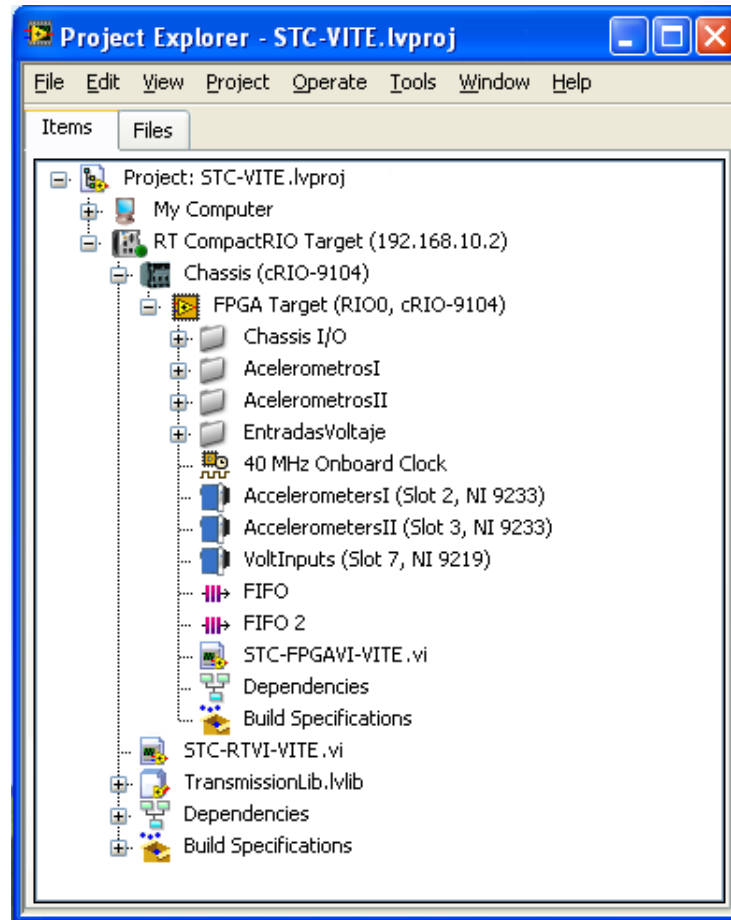 Project Explorer - STC-VITE.lvproj
File Edit View Project Operate Tools Window Help
Items Files
Project: STC-VITE.lvproj
My Computer
RT CompactRIO Target (192.168.10.2)
Chassis (cRIO-9104)
FPGA Target (RIO0, cRIO-9104)
Chassis I/O
AcelerometrosI
AcelerometrosII
EntradasVoltaje
40 MHz Onboard Clock
AccelerometersI (Slot 2, NI 9233)
AccelerometersII (Slot 3, NI 9233)
VoltInputs (Slot 7, NI 9219)
FIFO
FIFO 2
STC-FPGAVI-VITE.vi
Dependencies
Build Specifications
STC-RTVI-VITE.vi
TransmissionLib.lvlib
Dependencies
Build Specifications